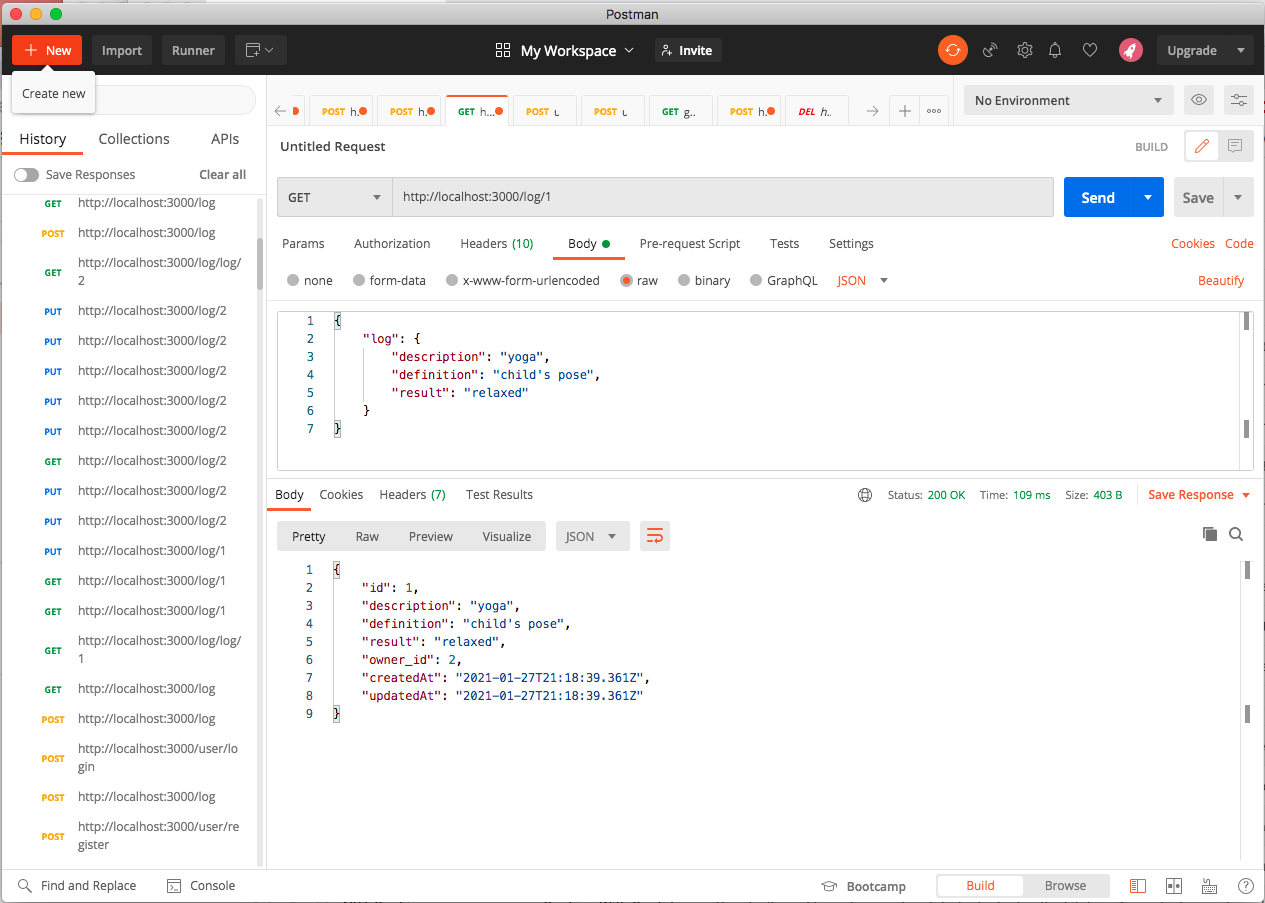 Postman
New
Import
Runner
My Workspace
Invite
Upgrade
Create new
History
Collections
APIs
Save Responses
Clear all
GET http://localhost:3000/log
POST http://localhost:3000/log
GET http://localhost:3000/log/log/
2
PUT http://localhost:3000/log/2
PUT http://localhost:3000/log/2
PUT http://localhost:3000/log/2
PUT http://localhost:3000/log/2
PUT http://localhost:3000/log/2
GET http://localhost:3000/log/2
PUT http://localhost:3000/log/2
PUT http://localhost:3000/log/2
PUT http://localhost:3000/log/1
GET http://localhost:3000/log/1
GET http://localhost:3000/log/1
GET http://localhost:3000/log/log/
1
GET http://localhost:3000/log
POST http://localhost:3000/log
POST http://localhost:3000/user/lo
gin
POST http://localhost:3000/log
POST http://localhost:3000/user/re
gister
POST h.
POST h.
GET h...
POST u
POST u
GET g..
POST h.
DEL h..
No Environment
Untitled Request
BUILD
GET
http://localhost:3000/log/1
Send
Save
Params
Authorization
Headers (10)
Body
Pre-request Script
Tests
Settings
Cookies
Code
none
form-data
x-www-form-urlencoded
raw
binary
GraphQL
JSON
Beautify
1 {
2 "log": {
3 "description": "yoga",
4 "definition": "child's pose",
5 "result": "relaxed"
6 }
7 }
Body
Cookies
Headers (7)
Test Results
Status: 200 OK
Time: 109 ms
Size: 403 B
Save Response
Pretty
Raw
Preview
Visualize
JSON
1 {
2 "id": 1,
3 "description": "yoga",
4 "definition": "child's pose",
5 "result": "relaxed",
6 "owner_id": 2,
7 "createdAt": "2021-01-27T21:18:39.361Z",
8 "updatedAt": "2021-01-27T21:18:39.361Z"
9 }
Find and Replace
Console
Bootcamp
Build
Browse